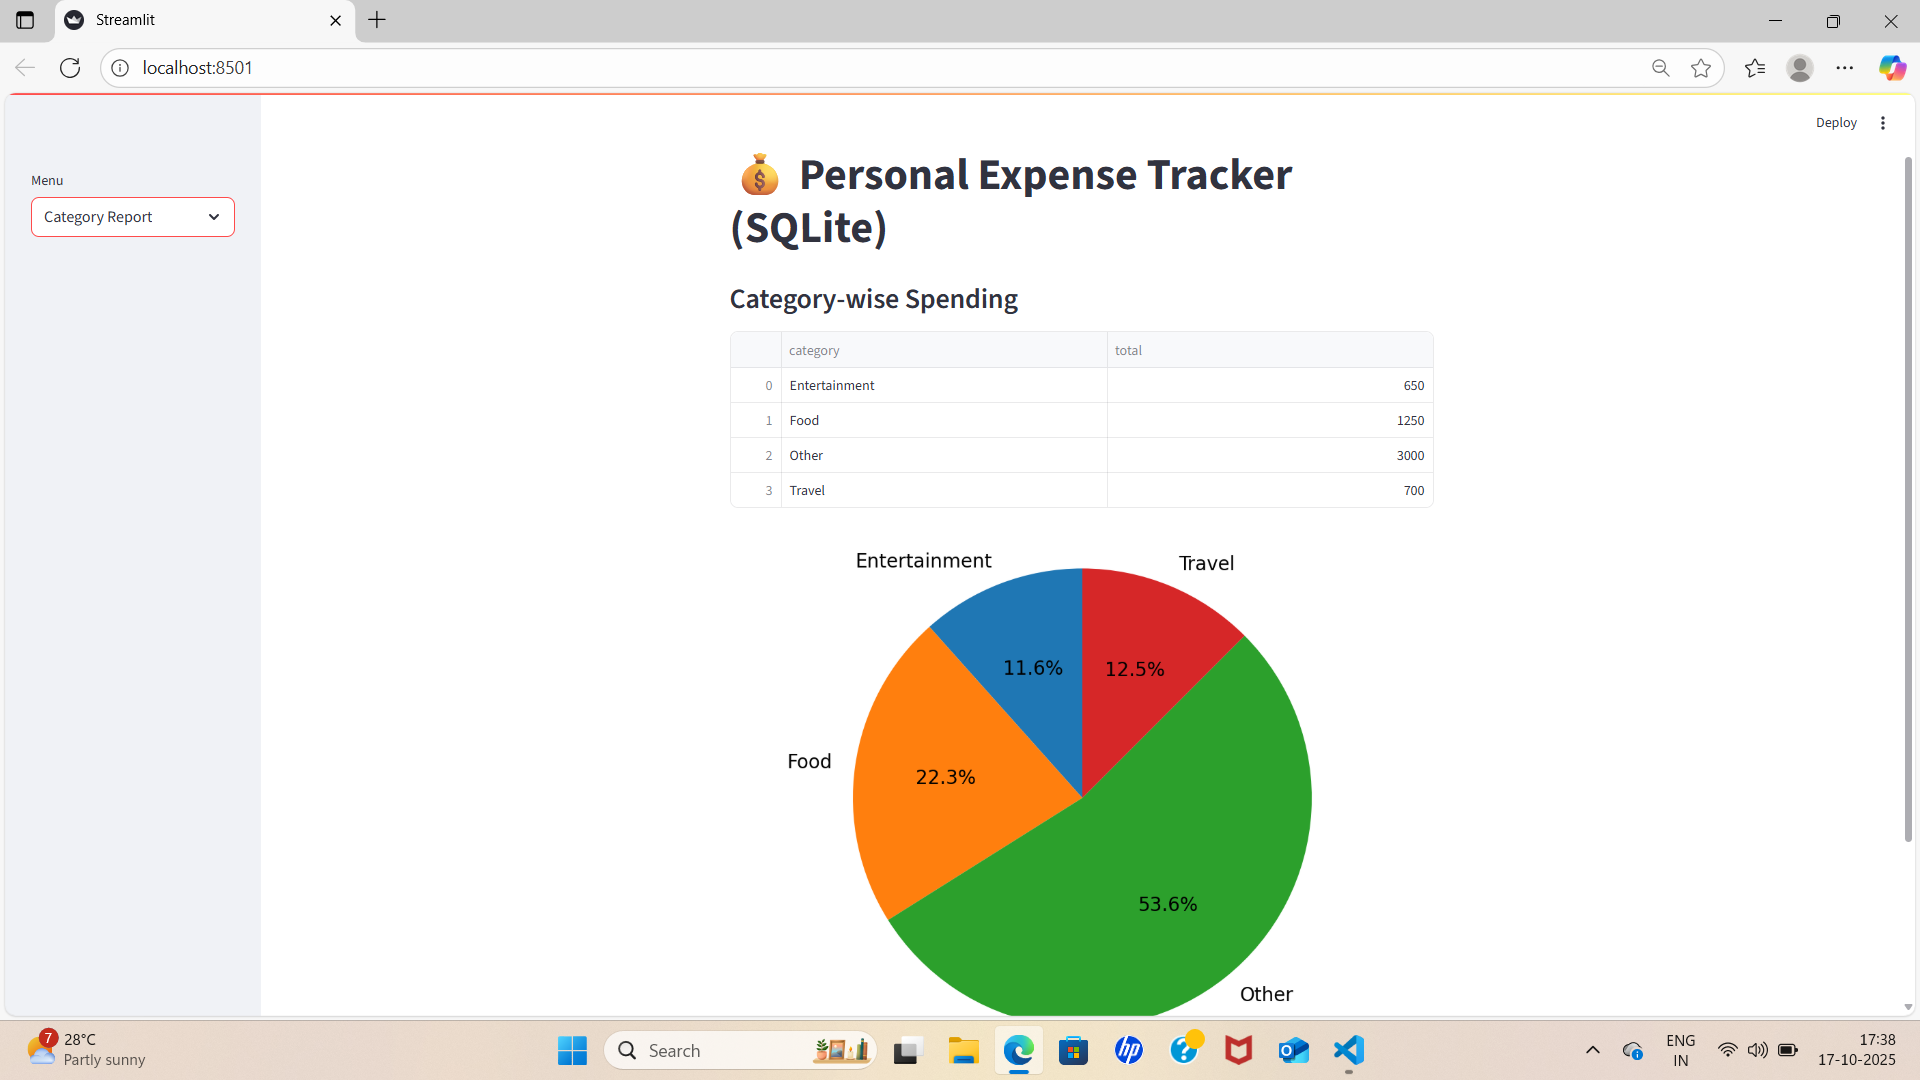 Streamlit
localhost:8501
Deploy
Menu
Category Report
Personal Expense Tracker
(SQLite)
Category-wise Spending
category total
0 Entertainment 650
1 Food 1250
2 Other 3000
3 Travel 700
Entertainment
Travel
11.6%
12.5%
Food
22.3%
53.6%
Other
7
28°C
Partly sunny
Search
hp
ENG
IN
17:38
17-10-2025